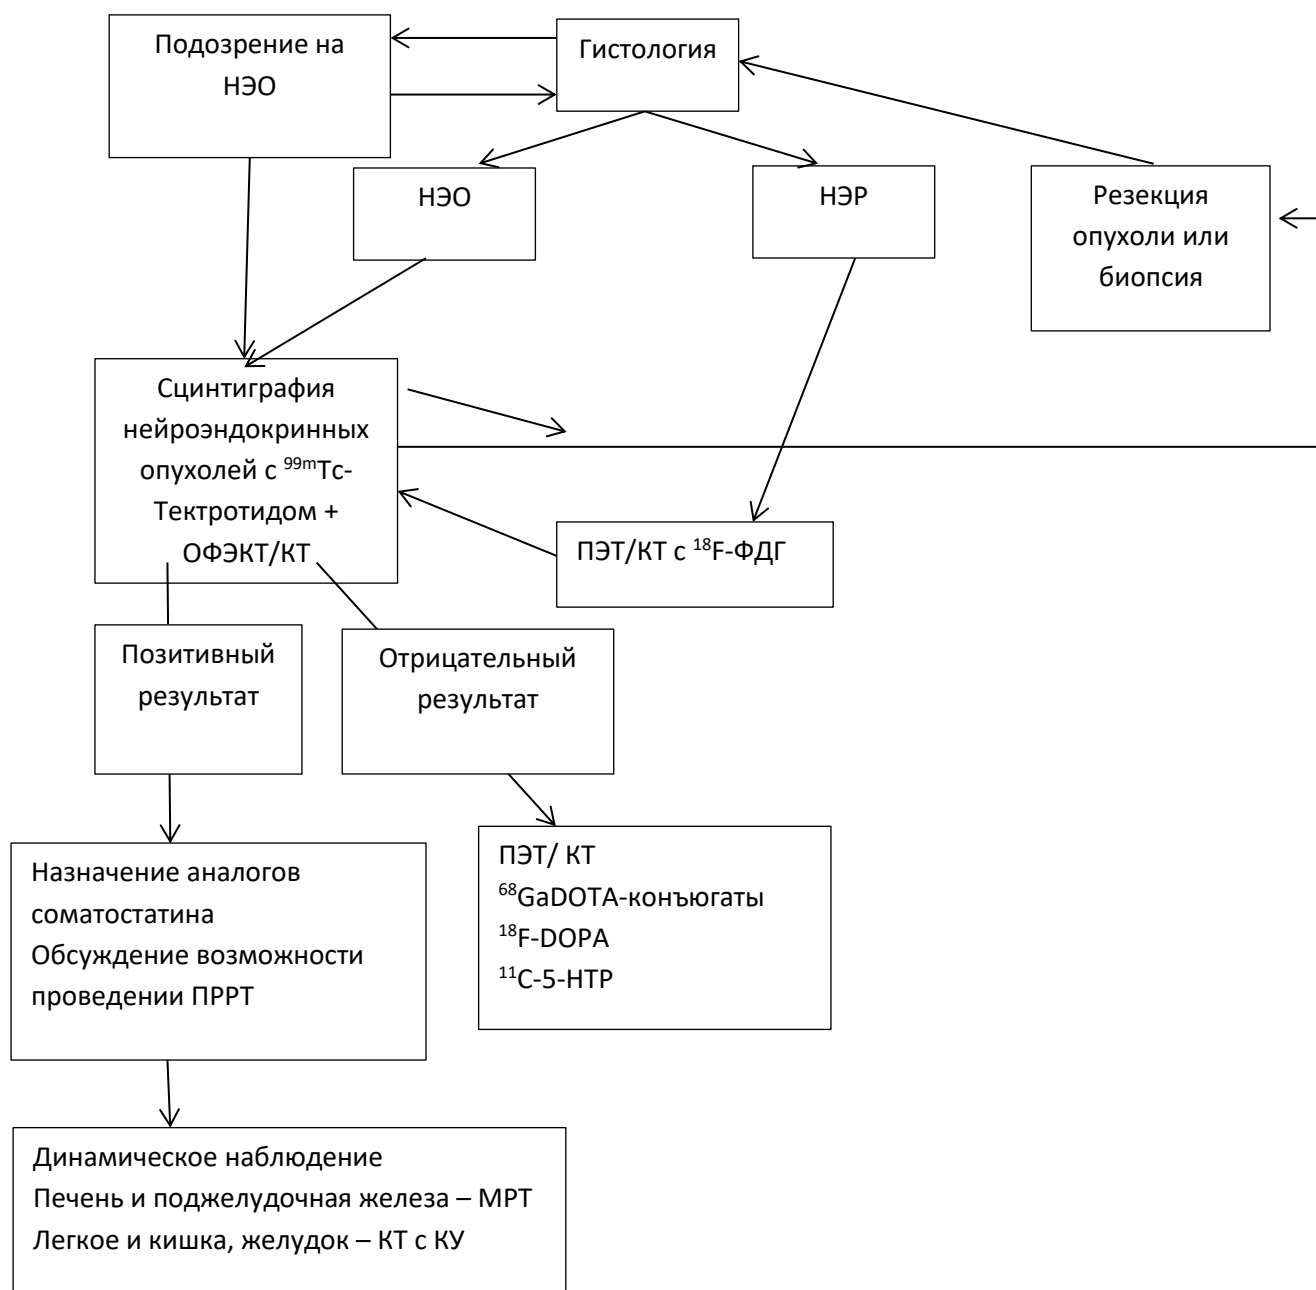 Подозрение на
НЭО
Гистология
НЭО
НЭР
Резекция
опухоли или
биопсия
Сцинтиграфия
нейроэндокринных
опухолей с ⁹⁹ᵐТс-
Тектротидом +
ОФЭКТ/КТ
ПЭТ/КТ с ¹⁸F-ФДГ
Позитивный
результат
Отрицательный
результат
ПЭТ/ КТ
⁶⁸GaDOTA-конъюгаты
¹⁸F-DOPA
¹¹C-5-HTP
Назначение аналогов
соматостатина
Обсуждение возможности
проведении ПРРТ
Динамическое наблюдение
Печень и поджелудочная железа – МРТ
Легкое и кишка, желудок – КТ с КУ